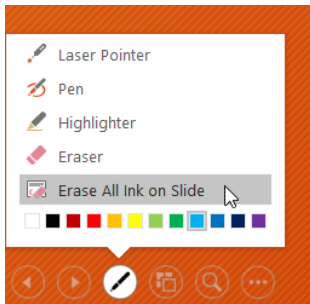 Laser Pointer
Pen
Highlighter
Eraser
Erase All Ink on Slide